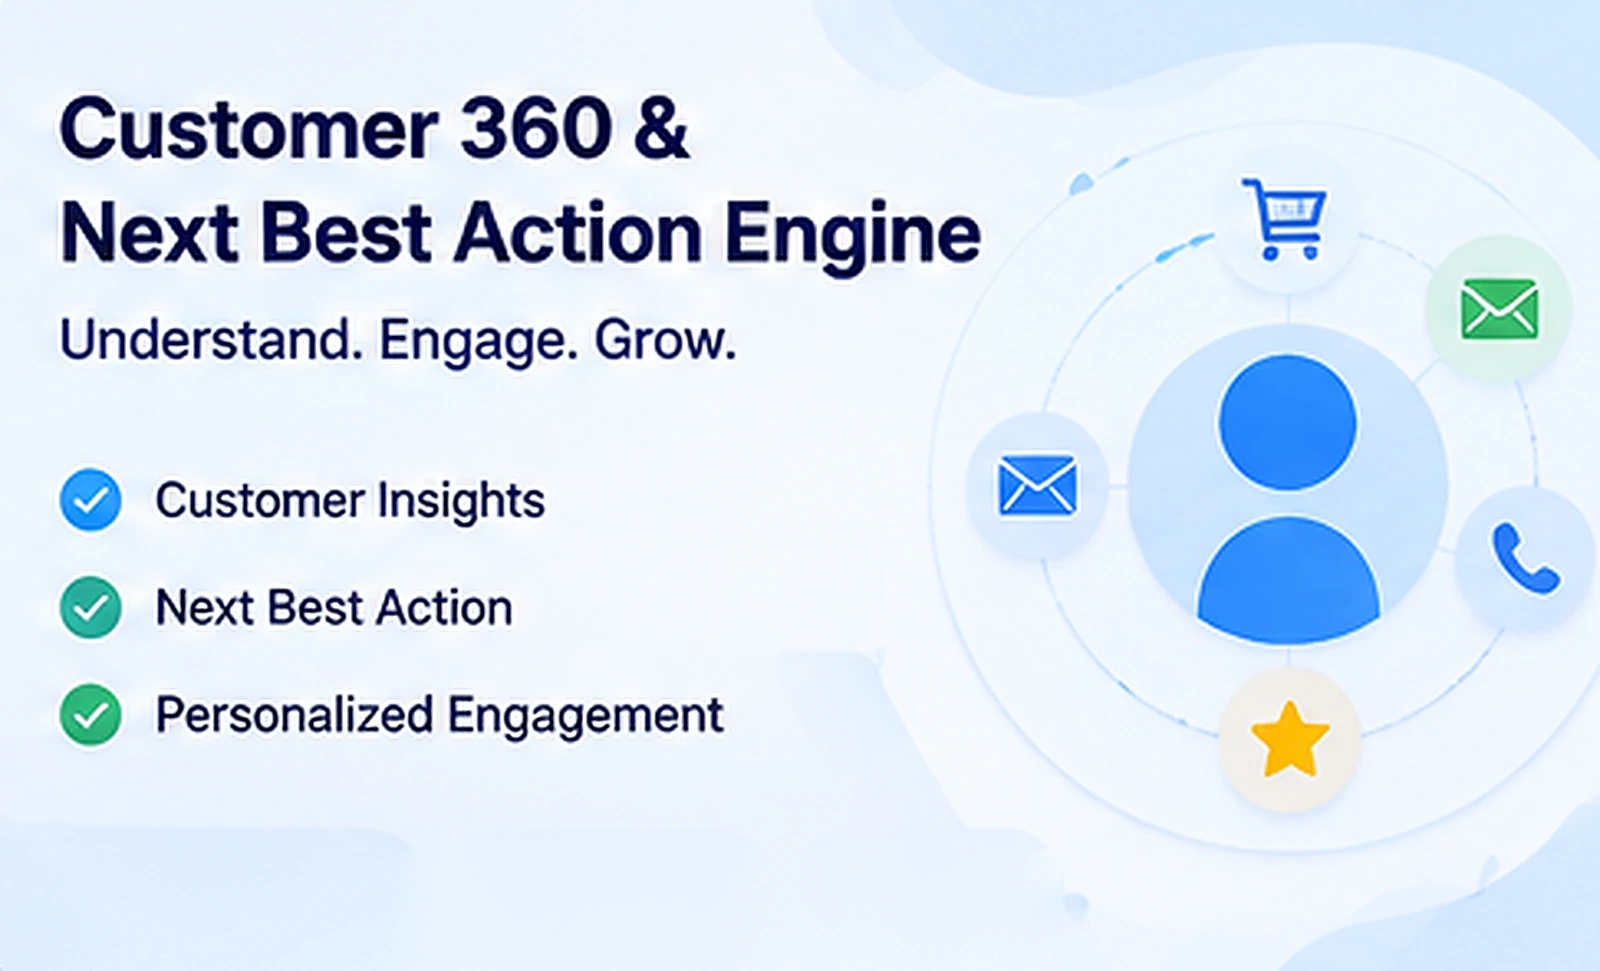 Customer 360 &
Next Best Action Engine
Understand. Engage. Grow.
Customer Insights
Next Best Action
Personalized Engagement